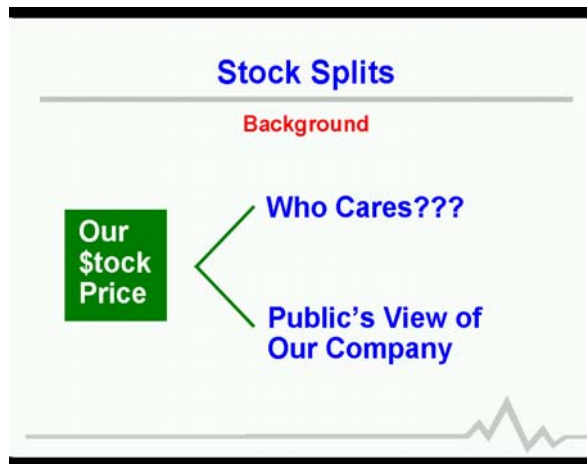 Stock Splits
Background
Our
$tock
Price
Who Cares???
Public's View of
Our Company